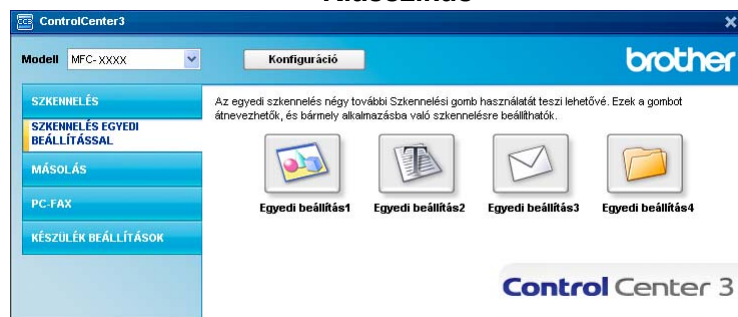 ControlCenter3
Modell MFC-XXXX Konfiguráció brother
SZKENNELÉS
SZKENNELÉS EGYEDI
BEÁLLÍTÁSSAL
MÁSOLÁS
PC-FAX
KÉSZÜLÉK BEÁLLÍTÁSOK
Az egyedi szkennelés négy további Szkennelési gomb használatát teszi lehetővé. Ezek a gombot
átnevezhetők, és bármely alkalmazásba való szkennelésre beállíthatók.
Egyedi beállítás1 Egyedi beállítás2 Egyedi beállítás3 Egyedi beállítás4
Control Center 3